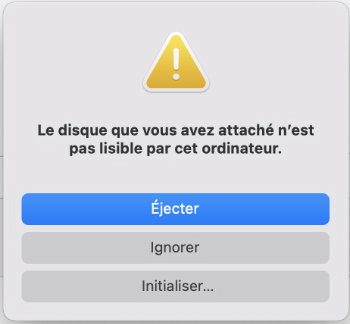 Le disque que vous avez attaché n’est
pas lisible par cet ordinateur.
Éjecter
Ignorer
Initialiser...